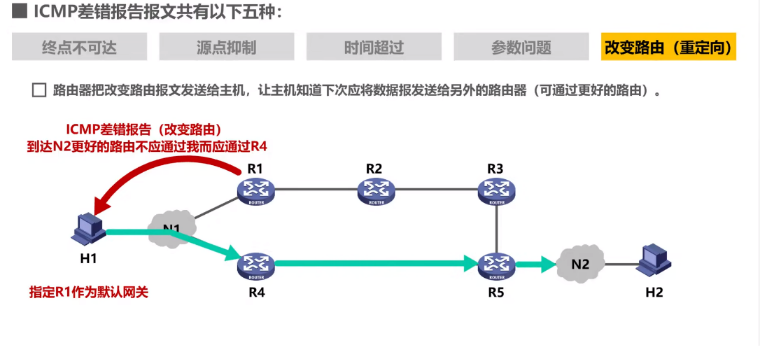 ICMP差错报告报文共有以下五种：
终点不可达 源点抑制 时间超过 参数问题 改变路由（重定向）
路由器把改变路由报文发送给主机，让主机知道下次应将数据报发送给另外的路由器（可通过更好的路由）。
ICMP差错报告（改变路由）
到达N2更好的路由不应通过我而应通过R4
R1 R2 R3
ROUTER ROUTER ROUTER
N1
H1
ROUTER ROUTER
N2
R4 R5 H2
指定R1作为默认网关